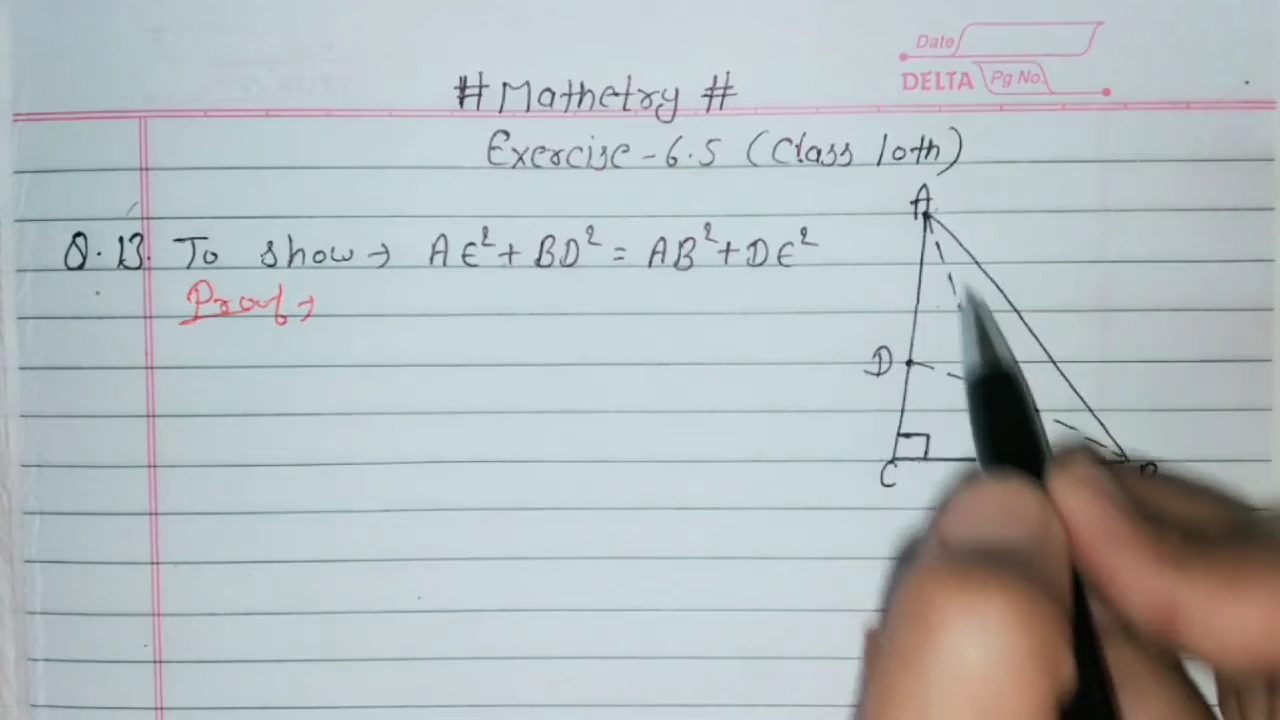 Date
DELTA Pg No.
# Mathetry #
Exercise - 6.5 (Class 10th)
A
Q. 13. To show → AE² + BD² = AB² + DE²
Proof →
D
C